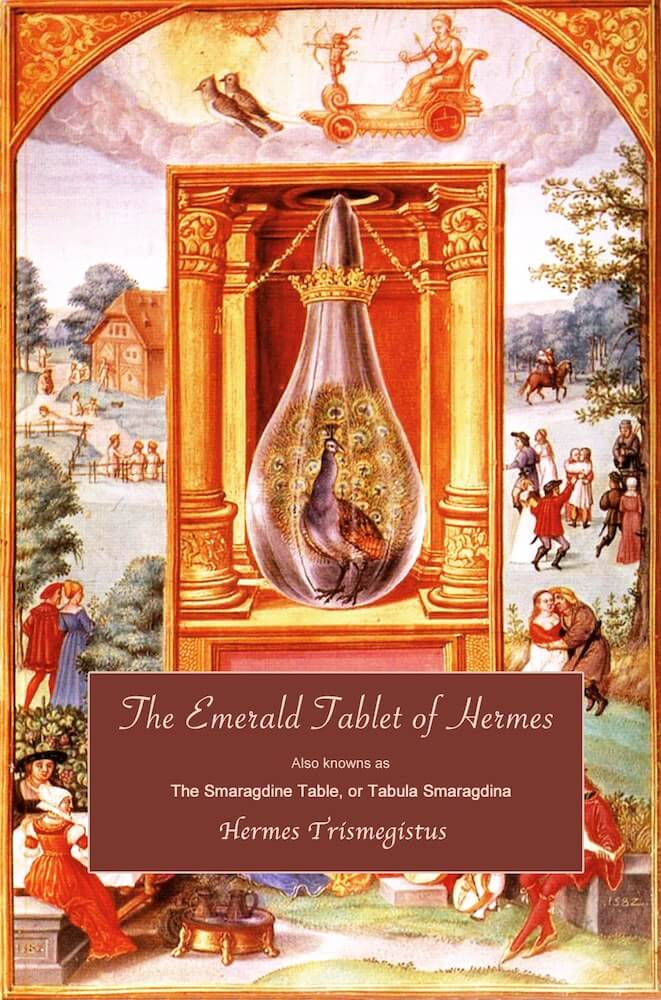 The Emerald Tablet of Hermes
Also knowns as
The Smaragdine Table, or Tabula Smaragdina
Hermes Trismegistus
1582
1582